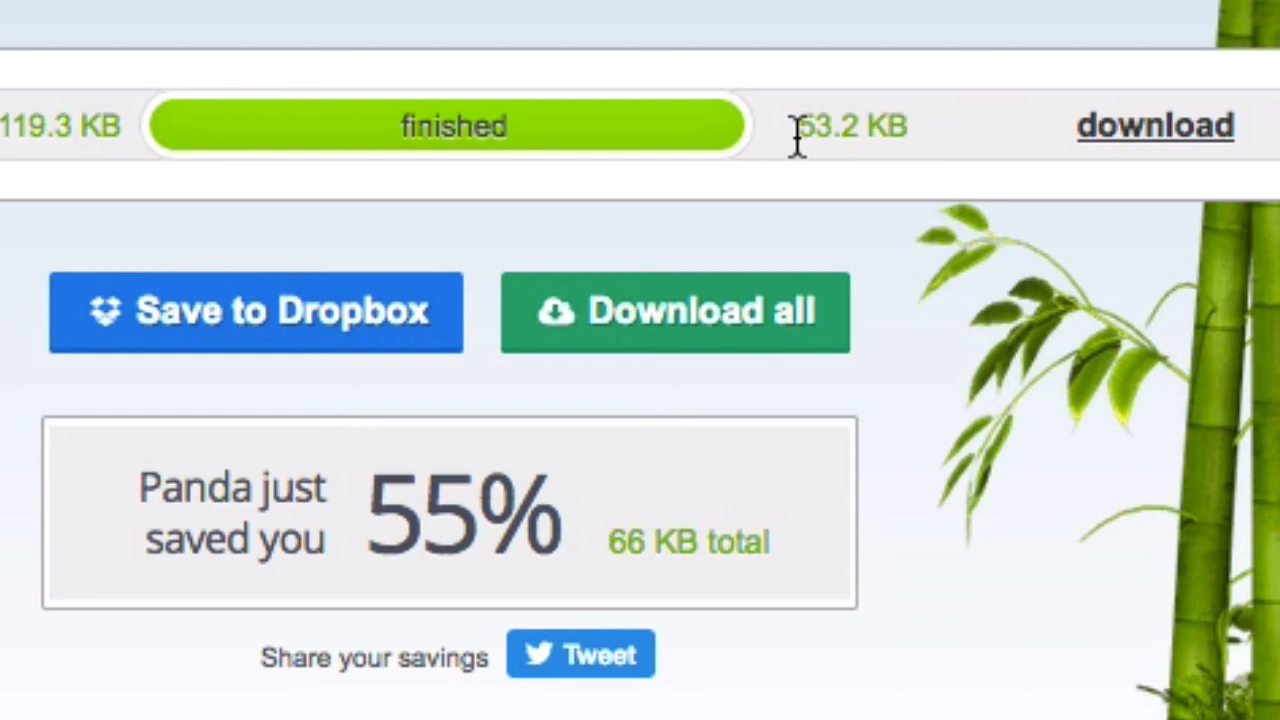 119.3 KB finished 53.2 KB download
Save to Dropbox Download all
Panda just
saved you 55% 66 KB total
Share your savings Tweet